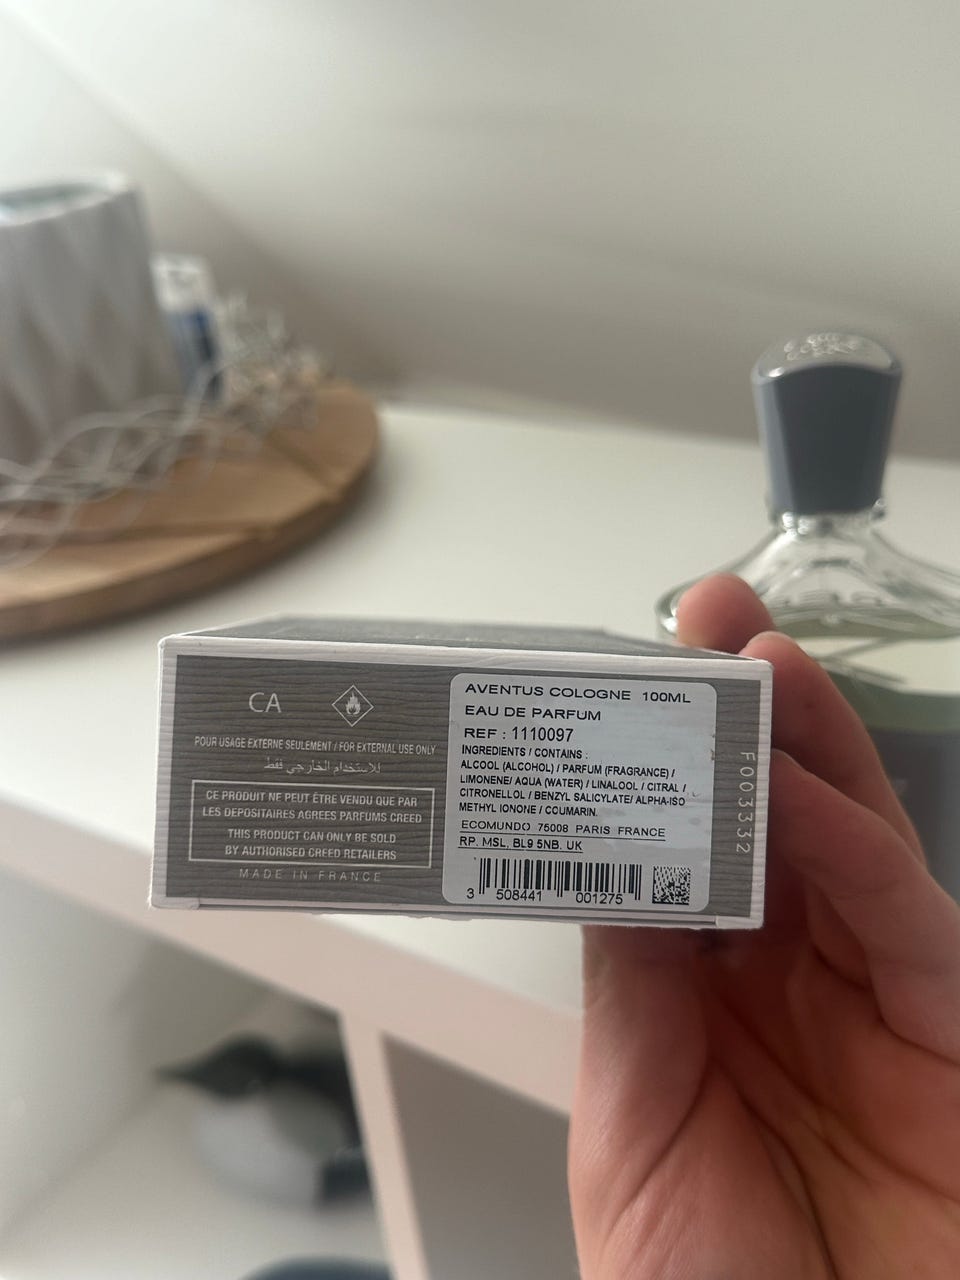 CA
POUR USAGE EXTERNE SEULEMENT / FOR EXTERNAL USE ONLY
للاستخدام الخارجي فقط
CE PRODUIT NE PEUT ÊTRE VENDU QUE PAR
LES DEPOSITAIRES AGREES PARFUMS CREED
THIS PRODUCT CAN ONLY BE SOLD
BY AUTHORISED CREED RETAILERS
MADE IN FRANCE
AVENTUS COLOGNE 100ML
EAU DE PARFUM
REF : 1110097
INGREDIENTS / CONTAINS :
ALCOOL (ALCOHOL) / PARFUM (FRAGRANCE) /
LIMONENE/ AQUA (WATER) / LINALOOL / CITRAL /
CITRONELLOL / BENZYL SALICYLATE/ ALPHA-ISO
METHYL IONONE / COUMARIN.
ECOMUNDO 75008 PARIS FRANCE
RP. MSL, BL9 5NB. UK
3 508441 001275
F003332